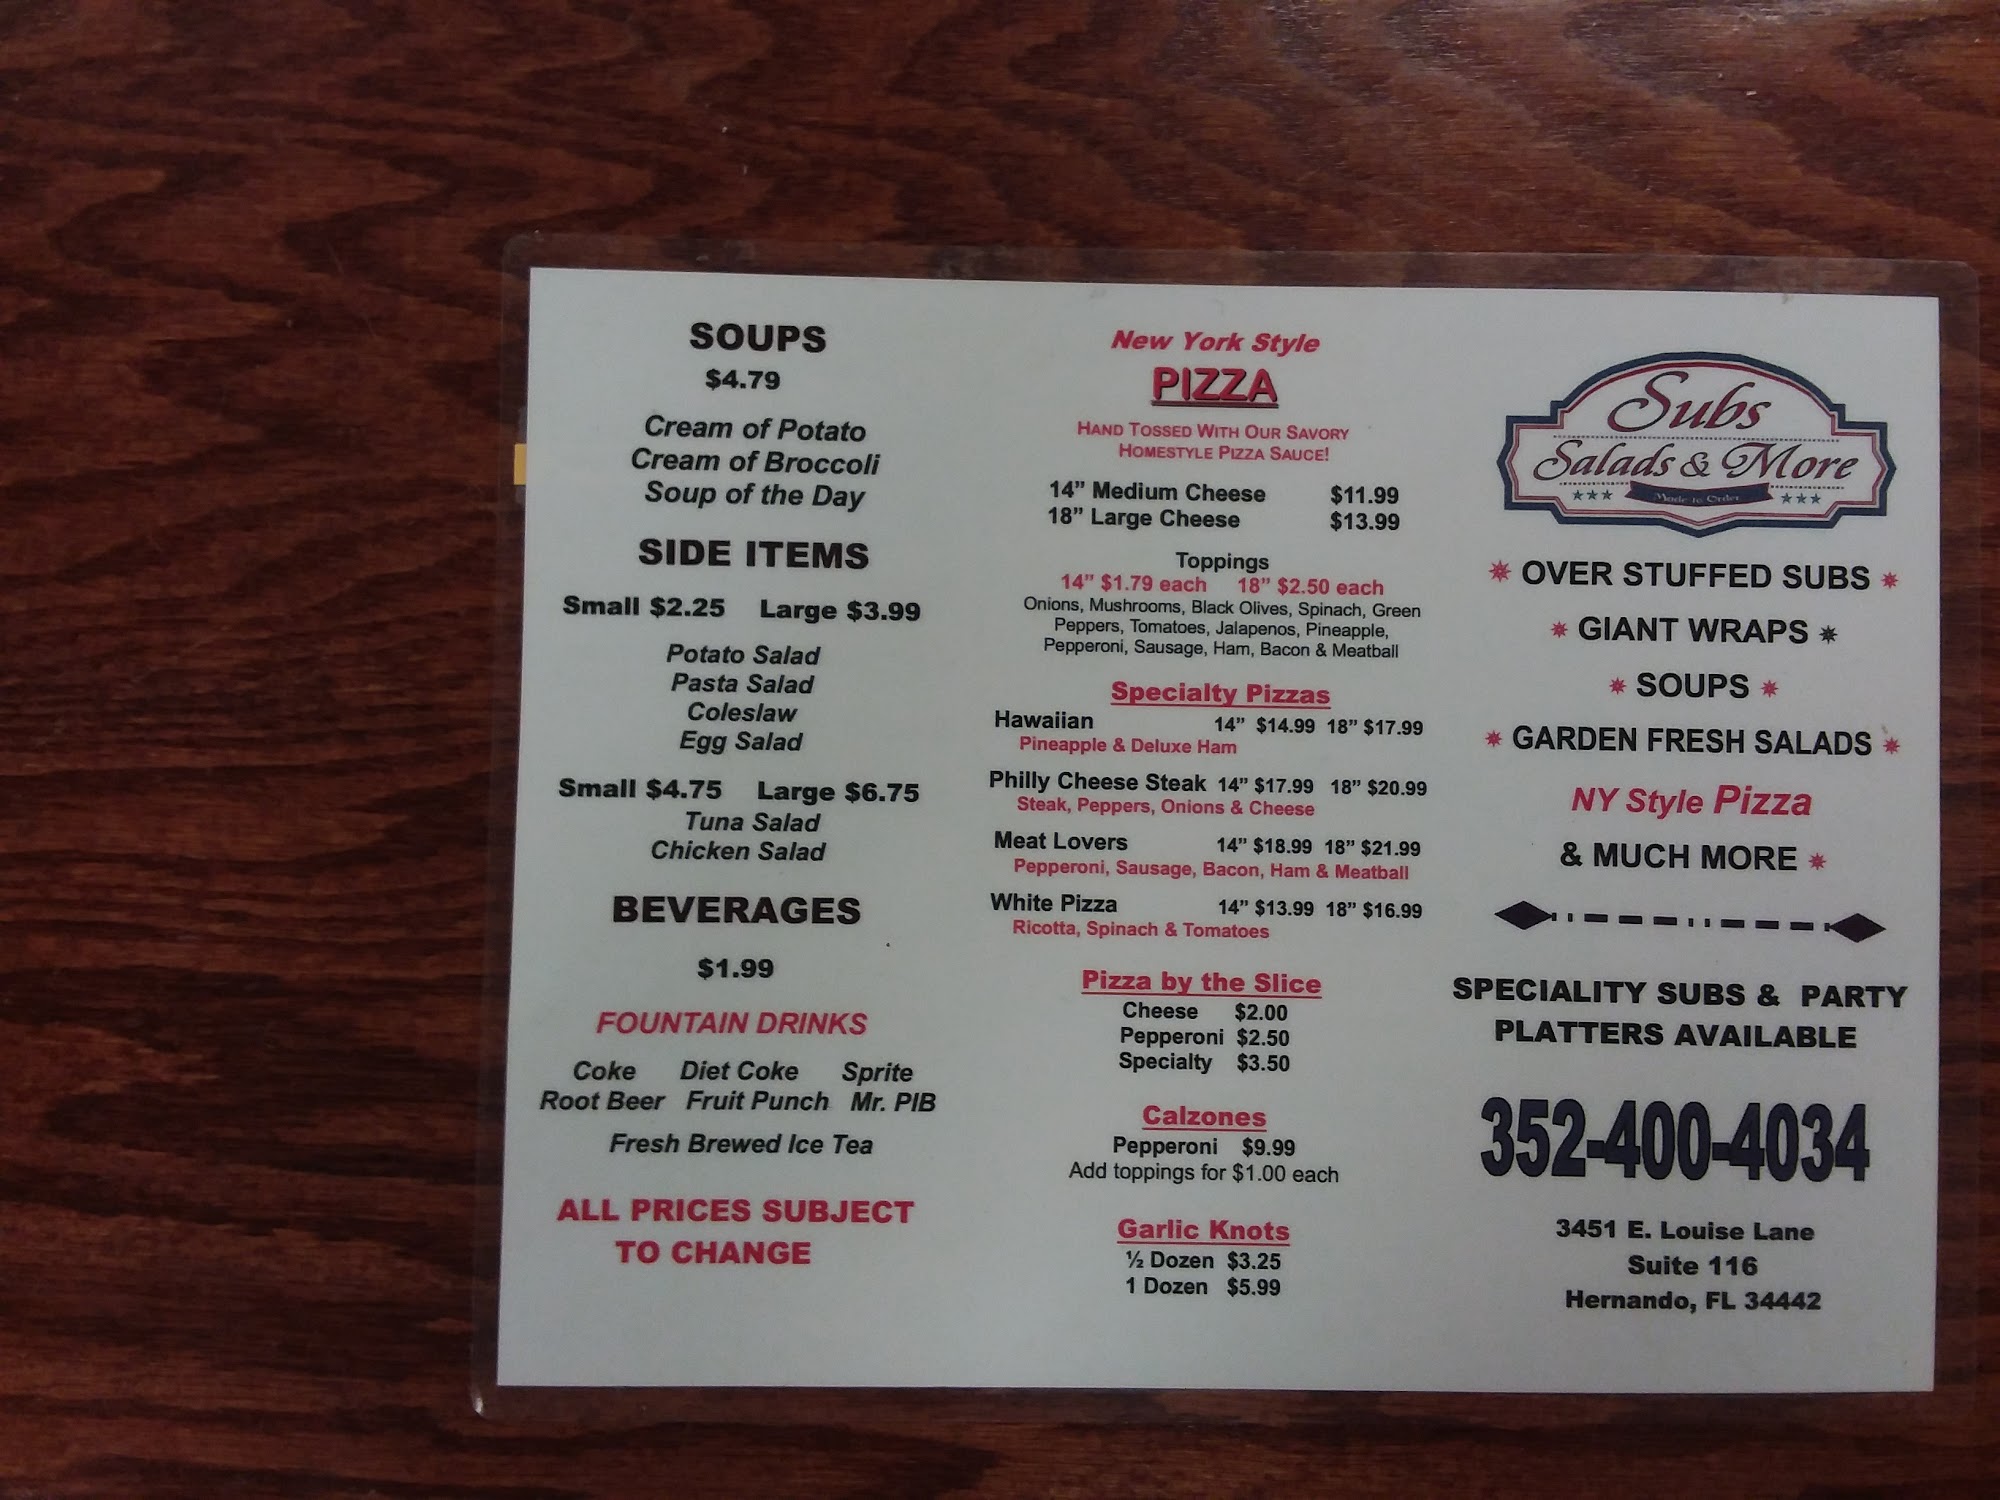 SOUPS
$4.79
Cream of Potato
Cream of Broccoli
Soup of the Day
SIDE ITEMS
Small $2.25 Large $3.99
Potato Salad
Pasta Salad
Coleslaw
Egg Salad
Small $4.75 Large $6.75
Tuna Salad
Chicken Salad
BEVERAGES
$1.99
FOUNTAIN DRINKS
Coke Diet Coke Sprite
Root Beer Fruit Punch Mr. PIB
Fresh Brewed Ice Tea
ALL PRICES SUBJECT
TO CHANGE
New York Style
PIZZA
HAND TOSSED WITH OUR SAVORY
HOMESTYLE PIZZA SAUCE!
14" Medium Cheese $11.99
18" Large Cheese $13.99
Toppings
14" $1.79 each 18" $2.50 each
Onions, Mushrooms, Black Olives, Spinach, Green
Peppers, Tomatoes, Jalapenos, Pineapple,
Pepperoni, Sausage, Ham, Bacon & Meatball
Specialty Pizzas
Hawaiian 14" $14.99 18" $17.99
Pineapple & Deluxe Ham
Philly Cheese Steak 14" $17.99 18" $20.99
Steak, Peppers, Onions & Cheese
Meat Lovers 14" $18.99 18" $21.99
Pepperoni, Sausage, Bacon, Ham & Meatball
White Pizza 14" $13.99 18" $16.99
Ricotta, Spinach & Tomatoes
Pizza by the Slice
Cheese $2.00
Pepperoni $2.50
Specialty $3.50
Calzones
Pepperoni $9.99
Add toppings for $1.00 each
Garlic Knots
½ Dozen $3.25
1 Dozen $5.99
Subs
Salads & More
Made to Order
OVER STUFFED SUBS
GIANT WRAPS
SOUPS
GARDEN FRESH SALADS
NY Style Pizza
& MUCH MORE
SPECIALITY SUBS & PARTY
PLATTERS AVAILABLE
352-400-4034
3451 E. Louise Lane
Suite 116
Hernando, FL 34442